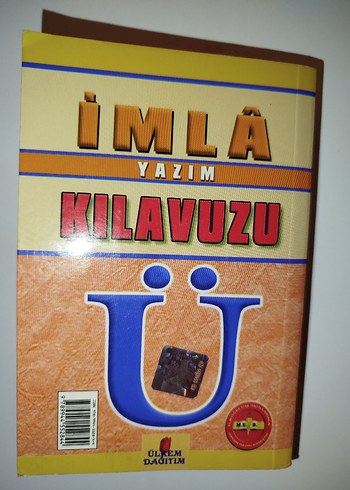 İMLÂ
YAZIM
KILAVUZU
Ü
ÜLKEM
DAĞITIM